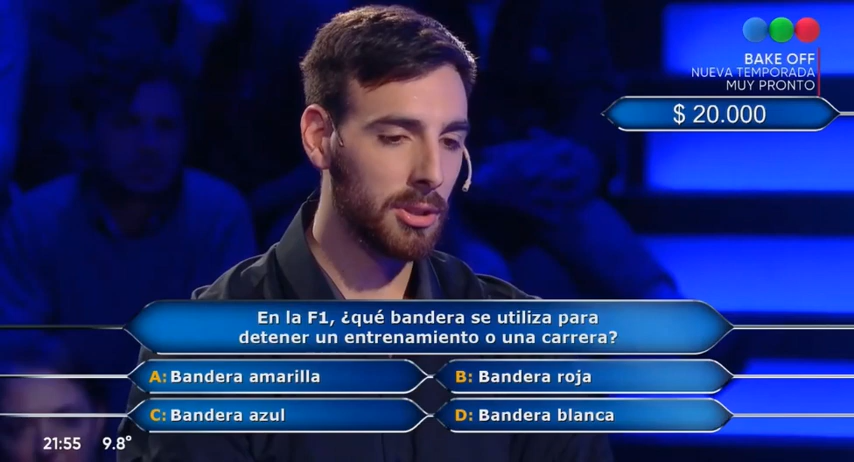 BAKE OFF
NUEVA TEMPORADA
MUY PRONTO
$ 20.000
En la F1, ¿qué bandera se utiliza para
detener un entrenamiento o una carrera?
A: Bandera amarilla
B: Bandera roja
C: Bandera azul
D: Bandera blanca
21:55 9.8°